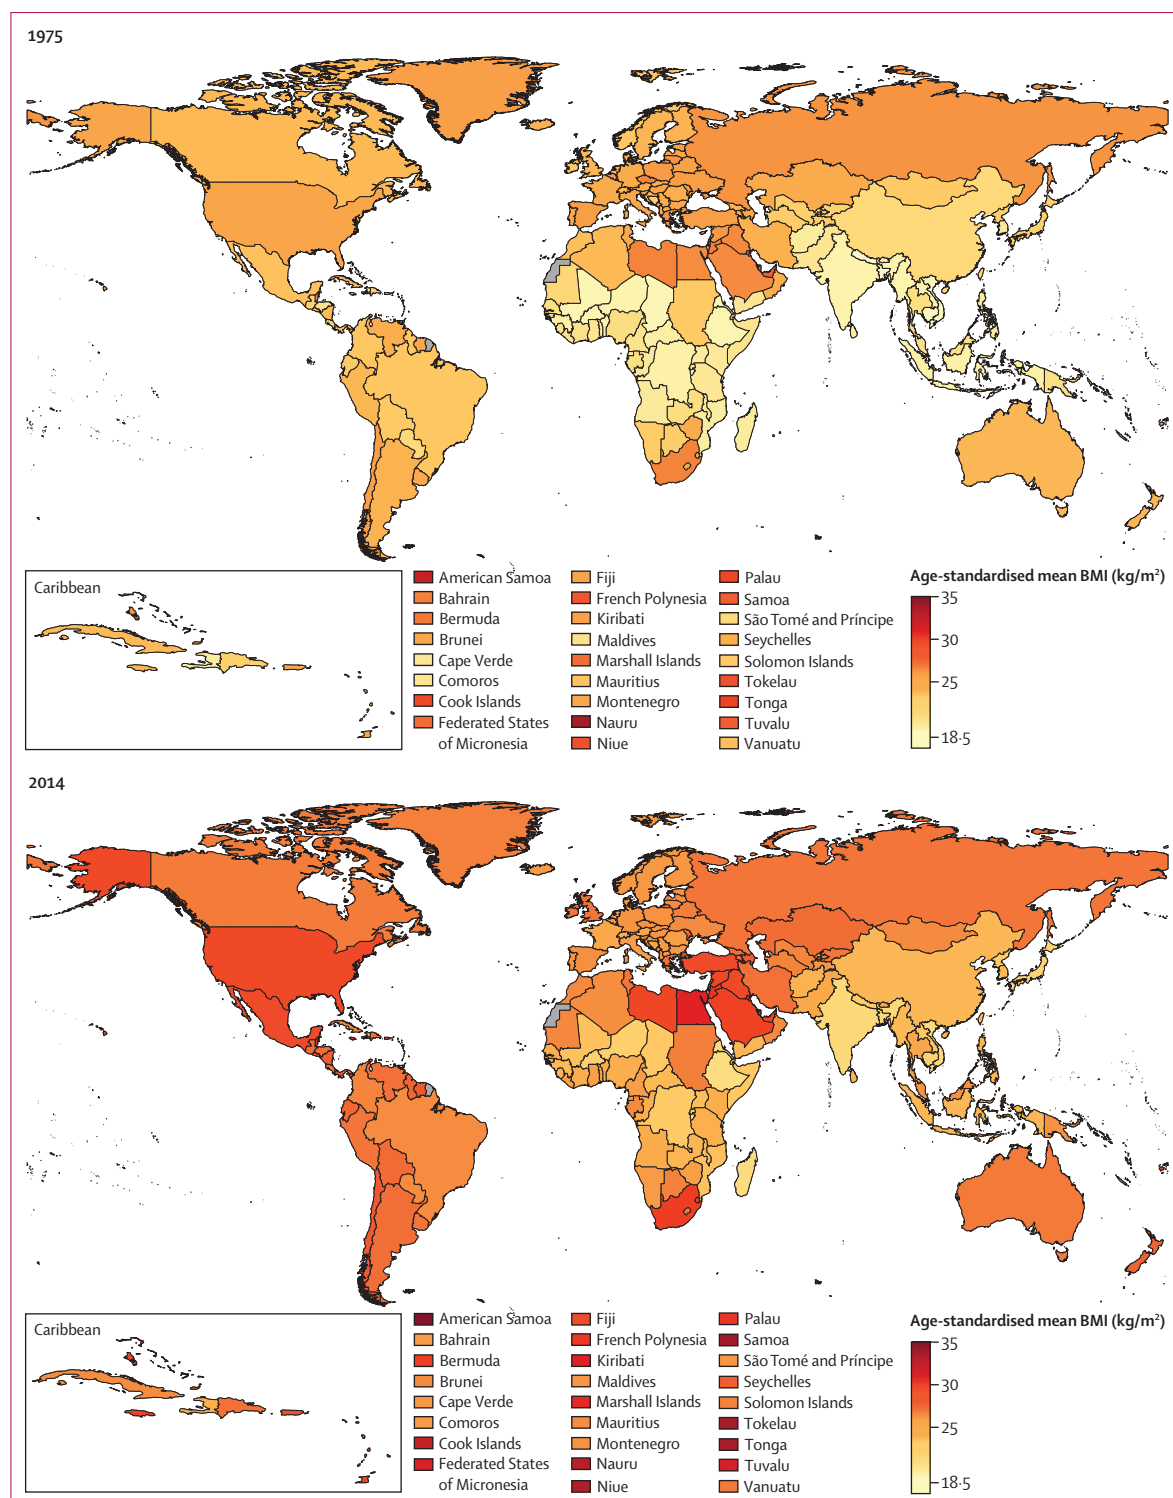 1975
Caribbean
American Samoa
Bahrain
Bermuda
Brunei
Cape Verde
Comoros
Cook Islands
Federated States
of Micronesia
Fiji
French Polynesia
Kiribati
Maldives
Marshall Islands
Mauritius
Montenegro
Nauru
Niue
Palau
Samoa
São Tomé and Príncipe
Seychelles
Solomon Islands
Tokelau
Tonga
Tuvalu
Vanuatu
Age-standardised mean BMI (kg/m²)
35
30
25
18·5
2014
Caribbean
American Samoa
Bahrain
Bermuda
Brunei
Cape Verde
Comoros
Cook Islands
Federated States
of Micronesia
Fiji
French Polynesia
Kiribati
Maldives
Marshall Islands
Mauritius
Montenegro
Nauru
Niue
Palau
Samoa
São Tomé and Príncipe
Seychelles
Solomon Islands
Tokelau
Tonga
Tuvalu
Vanuatu
Age-standardised mean BMI (kg/m²)
35
30
25
18·5